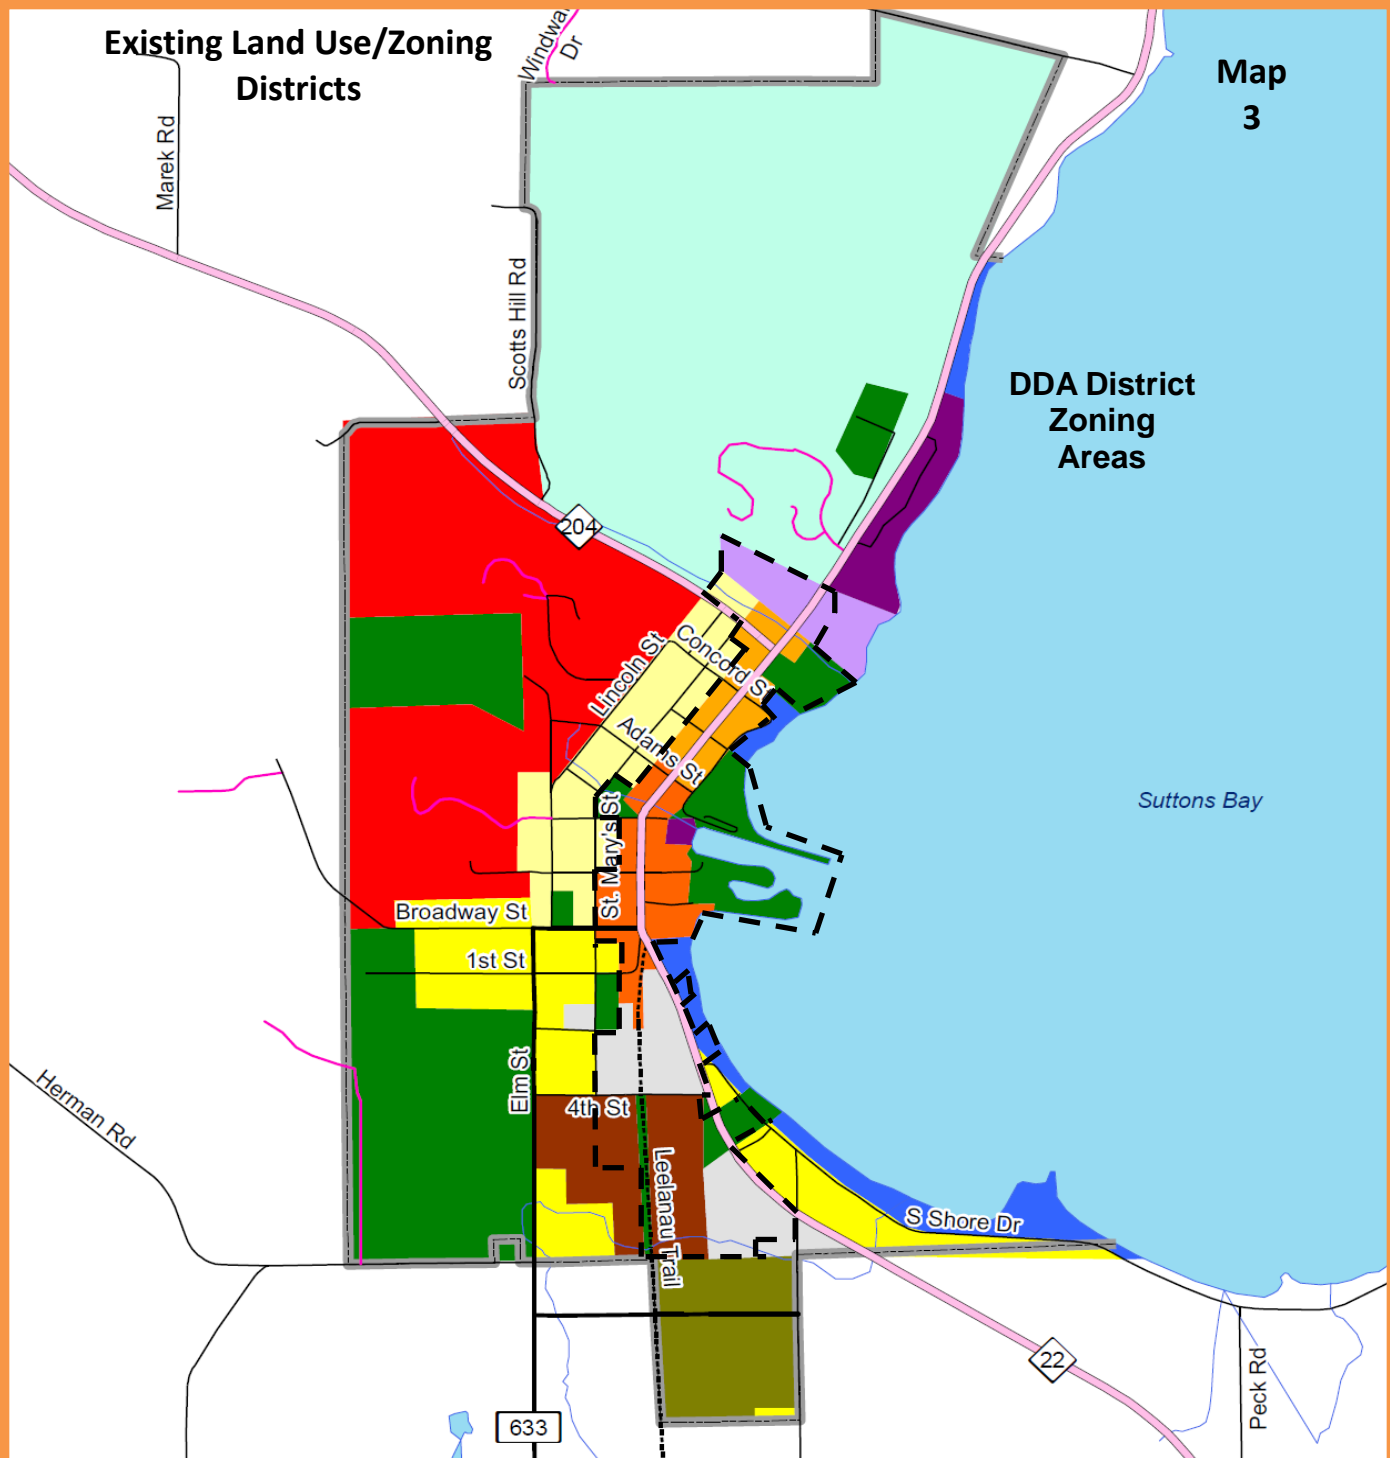 Existing Land Use/Zoning
Districts
Windwa
Dr
Map
3
Marek Rd
Scotts Hill Rd
DDA District
Zoning
Areas
204
Concord St
Lincoln St
Adams St
St. Mary's St
Suttons Bay
Broadway St
1st St
Elm St
4th St
Herman Rd
Leelanau Trail
S Shore Dr
22
Peck Rd
633